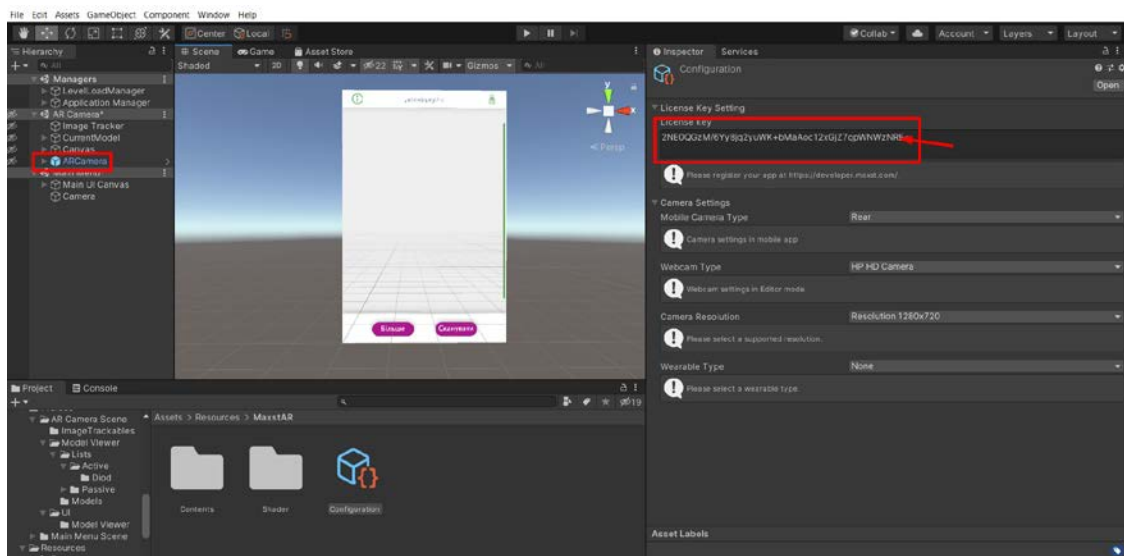 File Edit Assets GameObject Component Window Help
Center Local
Collab Account Layers Layout
Hierarchy
All
Managers
LevelLoadManager
Application Manager
AR Camera*
Image Tracker
CurrentModel
Canvas
ARCamera
Main UI Canvas
Camera
Scene Game Asset Store
Shaded 2D 22 Gizmos All
y
x
Persp
Inspector Services
Configuration
Open
License Key Setting
License Key
Please register your app at https://developer.maxst.com/
Camera Settings
Mobile Camera Type Rear
Camera settings in mobile app
Webcam Type HP HD Camera
Webcam settings in Editor mode
Camera Resolution Resolution 1280x720
Please select a supported resolution.
Wearable Type None
Please select a wearable type.
Project Console
19
AR Camera Scene
ImageTrackables
Model Viewer
Lists
Active
Diod
Passive
Models
UI
Model Viewer
Main Menu Scene
Resources
Assets > Resources > MaxstAR
Contents Shader Configuration
Asset Labels